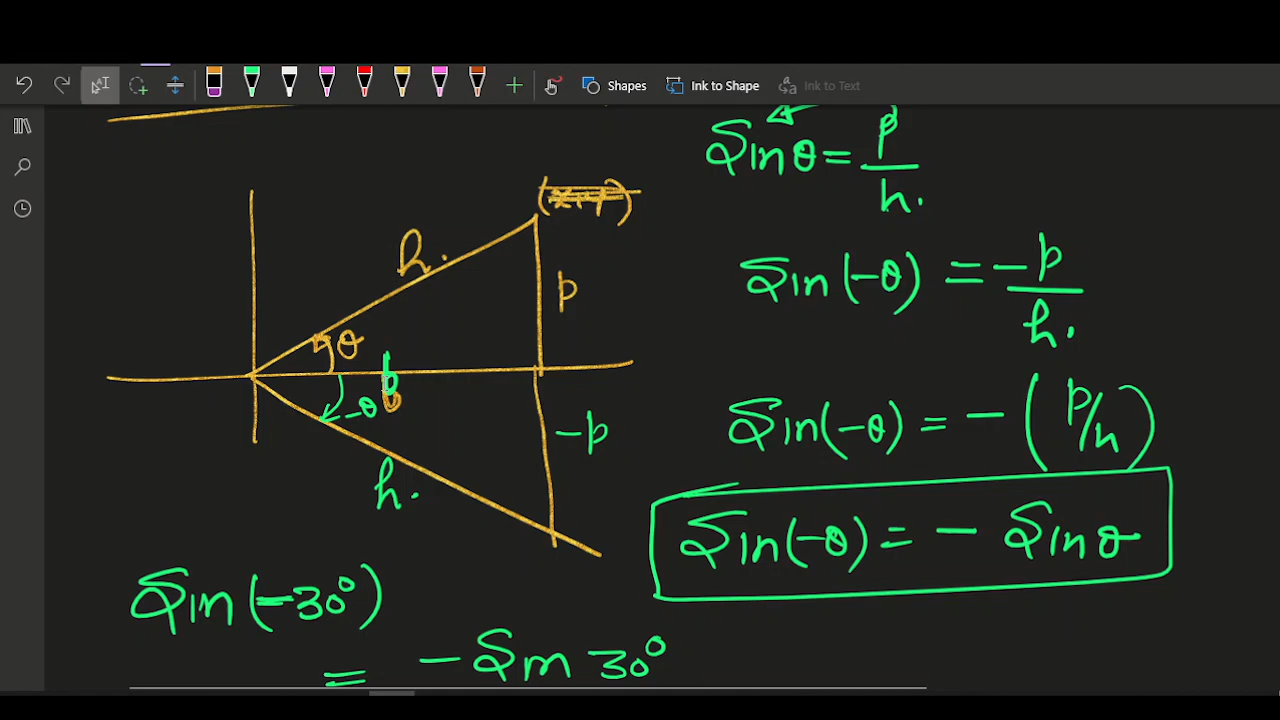 Shapes
Ink to Shape
Ink to Text
Sinθ = p/h.
h.
p
θ
Sin(-θ) = -p/h.
b
-θ
-p
h.
Sin(-θ) = - (p/h)
Sin(-θ) = - Sinθ
Sin(-30°)
= - Sin 30°